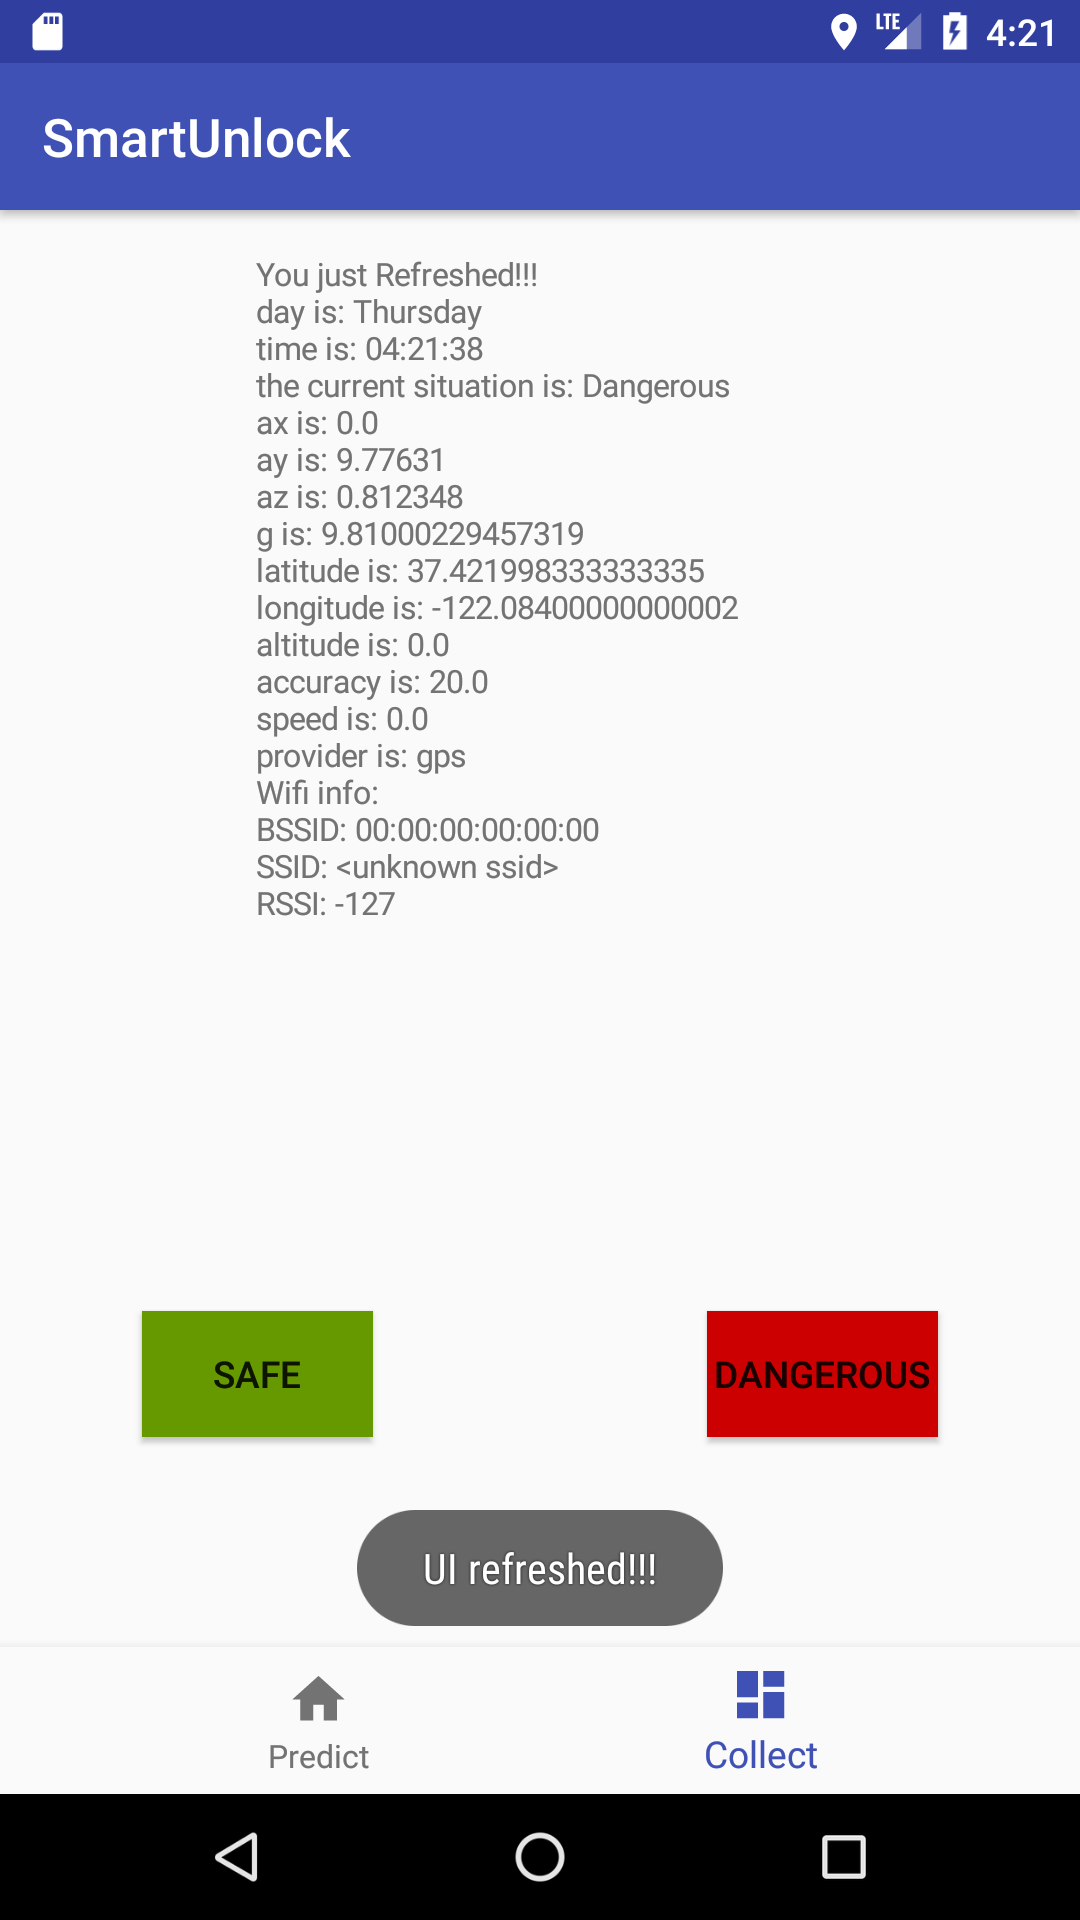 LTE 4:21
SmartUnlock
You just Refreshed!!!
day is: Thursday
time is: 04:21:38
the current situation is: Dangerous
ax is: 0.0
ay is: 9.77631
az is: 0.812348
g is: 9.81000229457319
latitude is: 37.421998333333335
longitude is: -122.08400000000002
altitude is: 0.0
accuracy is: 20.0
speed is: 0.0
provider is: gps
Wifi info:
BSSID: 00:00:00:00:00:00
SSID: <unknown ssid>
RSSI: -127
SAFE
DANGEROUS
UI refreshed!!!
Predict
Collect